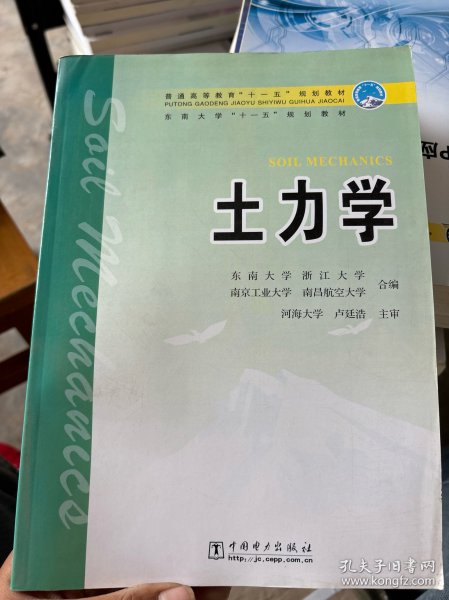 普通高等教育“十一五”规划教材
PUTONG GAODENG JIAOYU SHIYIWU GUIHUA JIAOCAI
东南大学“十一五”规划教材
SOIL MECHANICS
土力学
东南大学 浙江大学
南京工业大学 南昌航空大学
合编
河海大学 卢廷浩 主审
Soil Mechanics
中国电力出版社
http://jc.cepp.com.cn
P应
孔夫子旧书网
www.kongfz.com